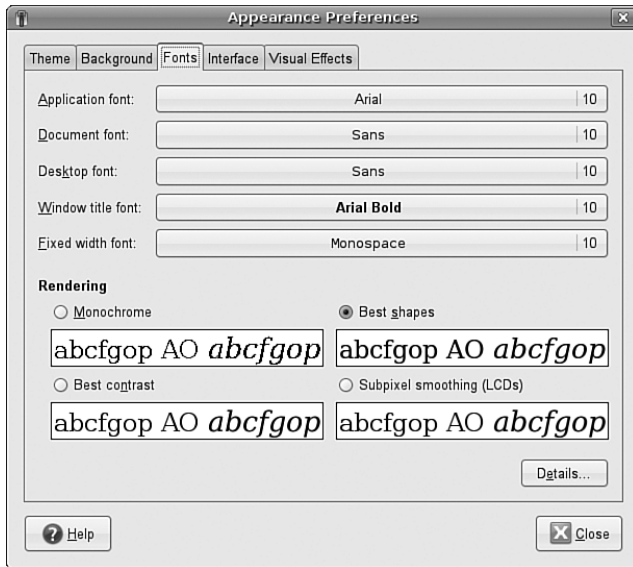 Appearance Preferences
Theme Background Fonts Interface Visual Effects
Application font: Arial 10
Document font: Sans 10
Desktop font: Sans 10
Window title font: Arial Bold 10
Fixed width font: Monospace 10
Rendering
Monochrome Best shapes
abcfgop AO abcfgop abcfgop AO abcfgop
Best contrast Subpixel smoothing (LCDs)
abcfgop AO abcfgop abcfgop AO abcfgop
Details...
Help Close